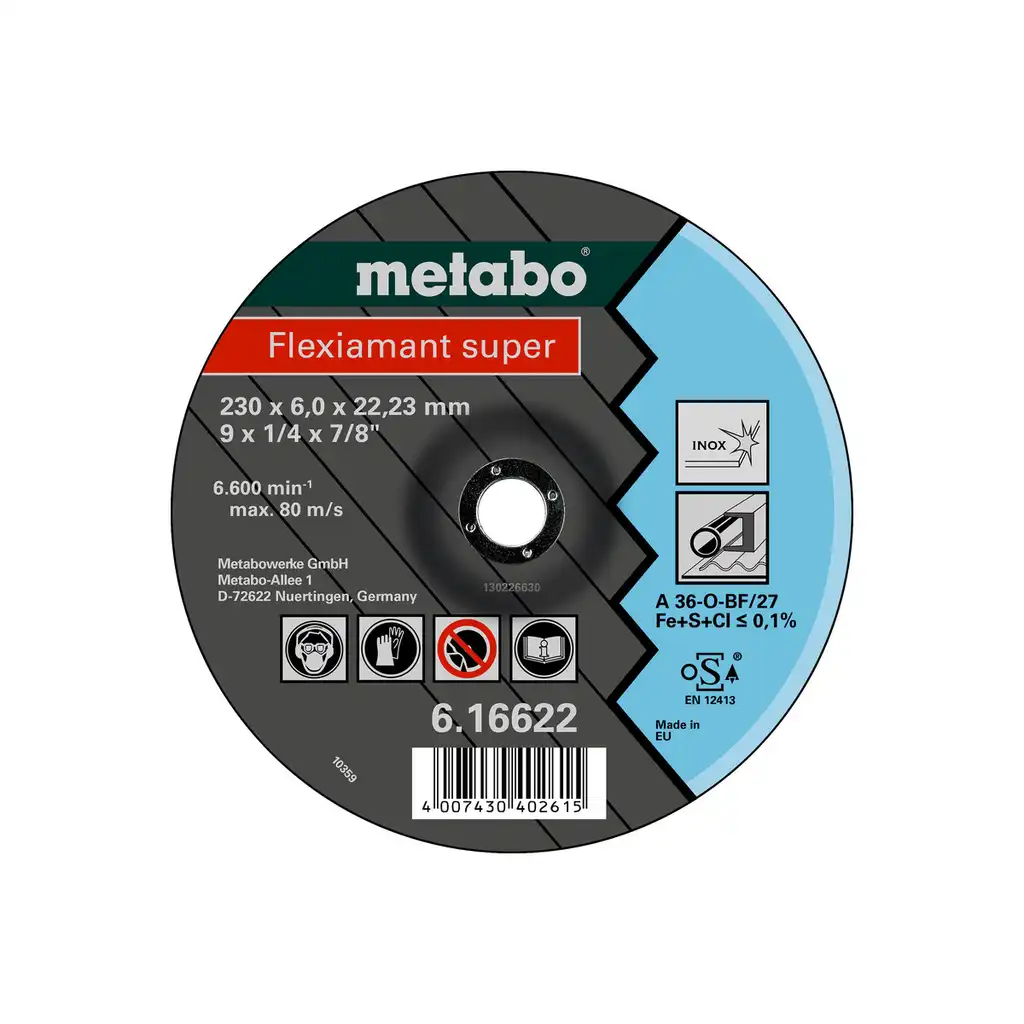 metabo®
Flexiamant super
230 x 6,0 x 22,23 mm
9 x 1/4 x 7/8"
6.600 min⁻¹
max. 80 m/s
INOX
Metabowerke GmbH
Metabo-Allee 1
D-72622 Nuertingen, Germany
130226630
A 36-O-BF/27
Fe+S+Cl ≤ 0,1%
oS®
EN 12413
Made in
EU
6.16622
10359
4 007430 402615